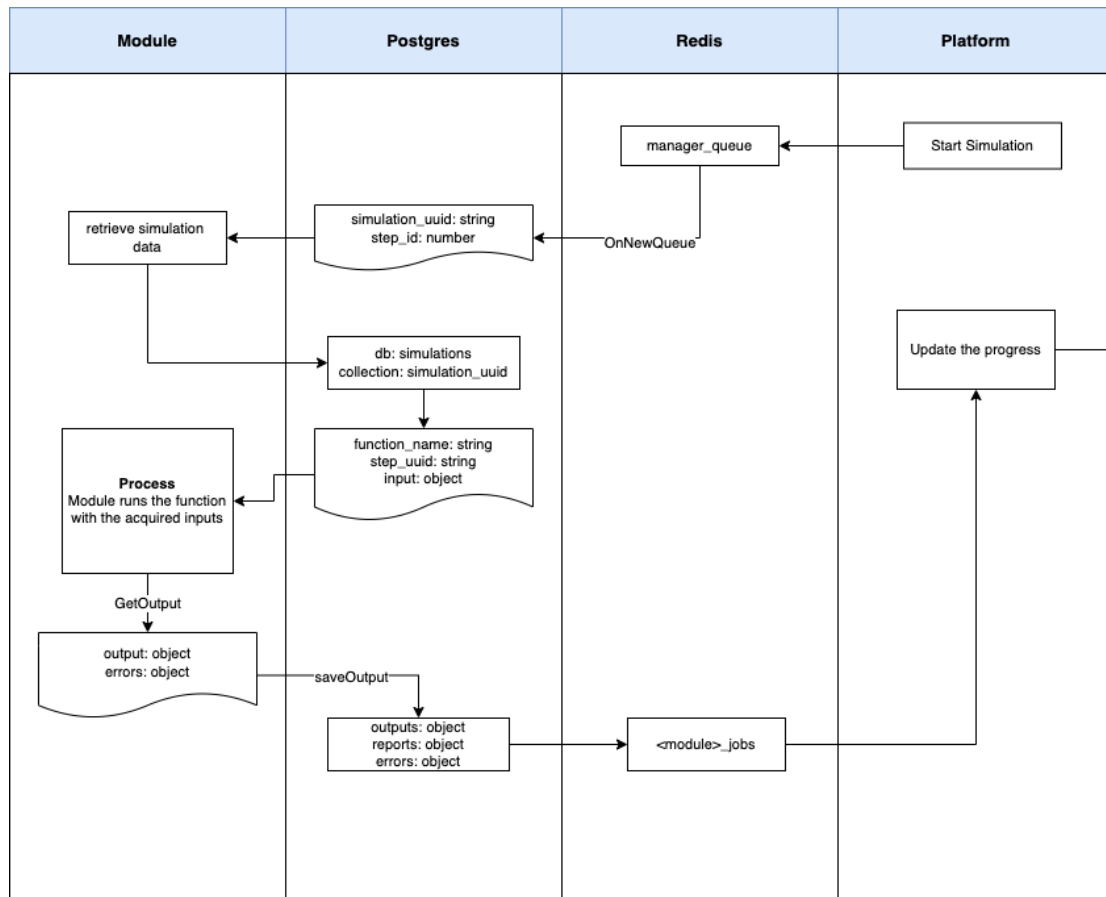 Module
Postgres
Redis
Platform
manager_queue
Start Simulation
retrieve simulation
data
simulation_uuid: string
step_id: number
OnNewQueue
db: simulations
collection: simulation_uuid
Update the progress
function_name: string
step_uuid: string
input: object
Process
Module runs the function
with the acquired inputs
GetOutput
output: object
errors: object
saveOutput
outputs: object
reports: object
errors: object
<module>_jobs